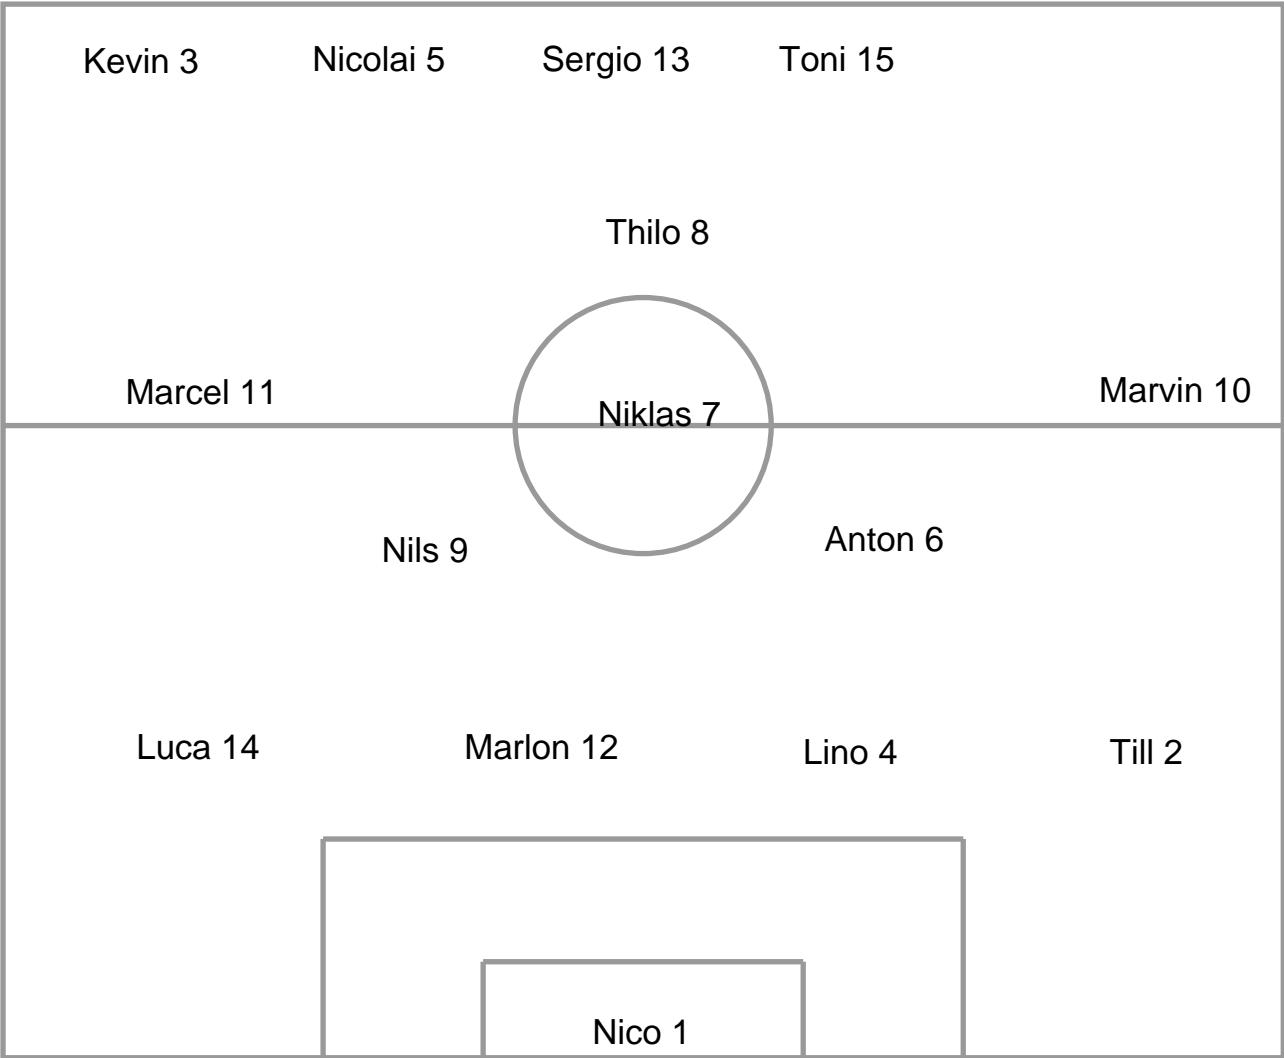 Kevin 3
Nicolai 5
Sergio 13
Toni 15
Thilo 8
Marcel 11
Niklas 7
Marvin 10
Nils 9
Anton 6
Luca 14
Marlon 12
Lino 4
Till 2
Nico 1